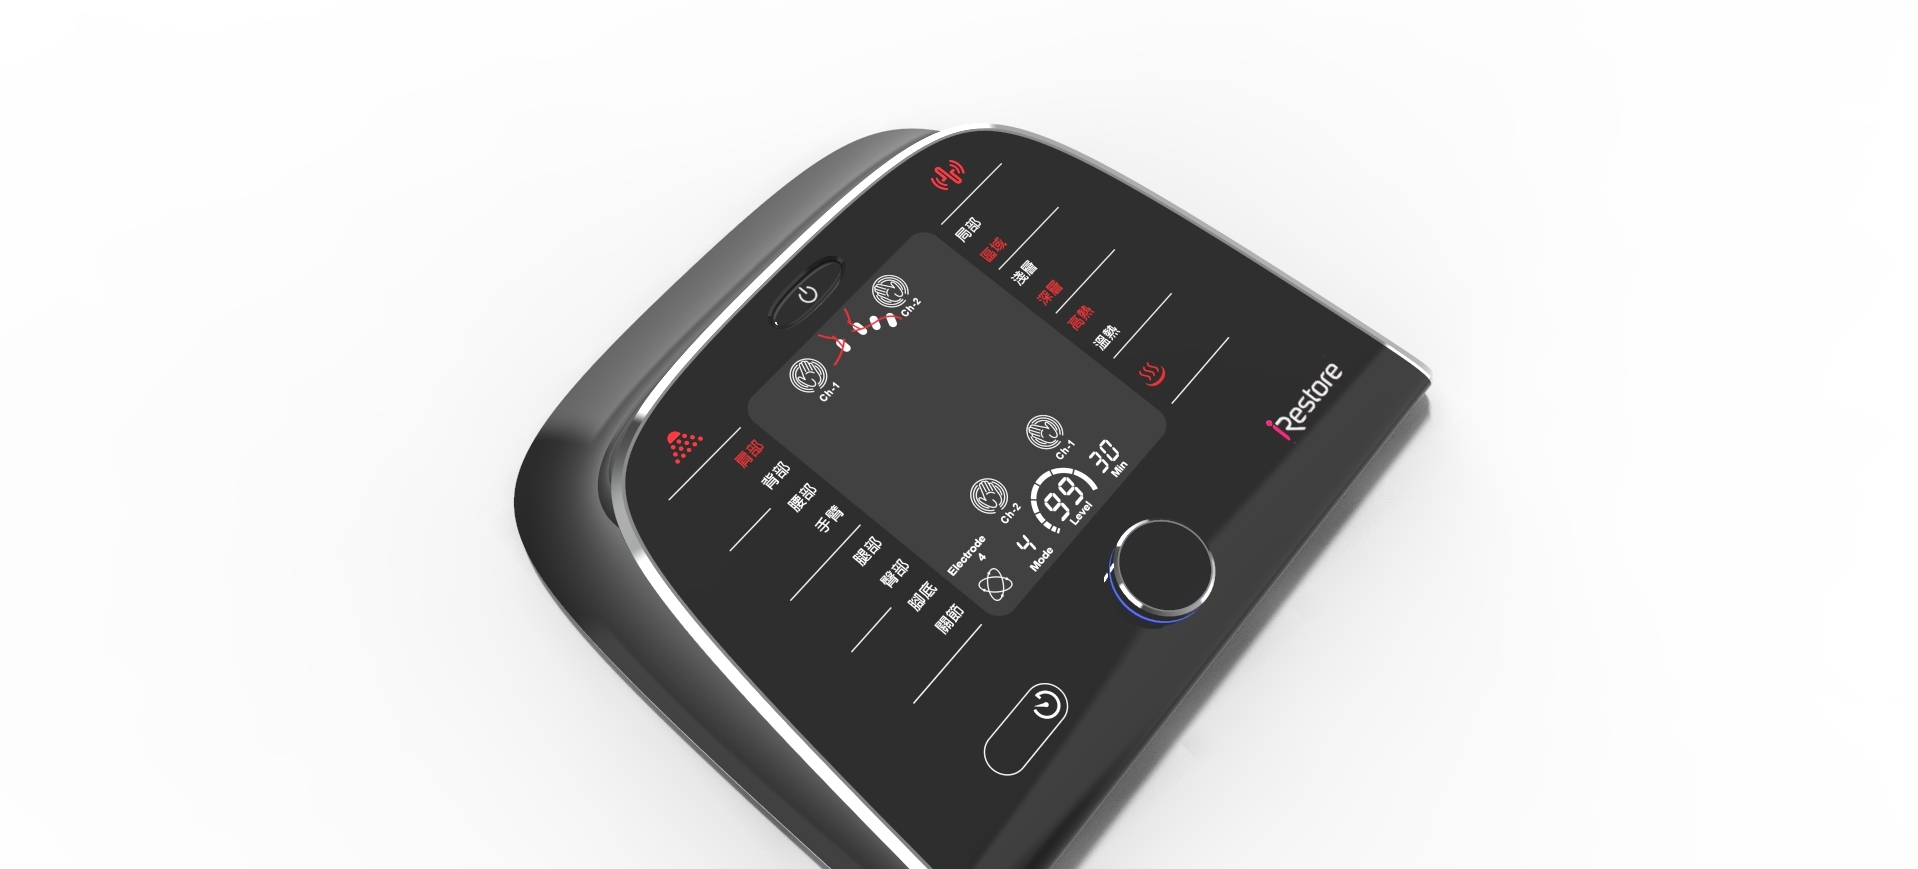 局部
區域
淺層
深層
高熱
溫熱
Ch-2
Ch-1
肩部
背部
腰部
手臂
腿部
臀部
腳底
關節
Ch-1
Ch-2
30
Min
99
Level
4
Mode
Electrode
4
iRestore